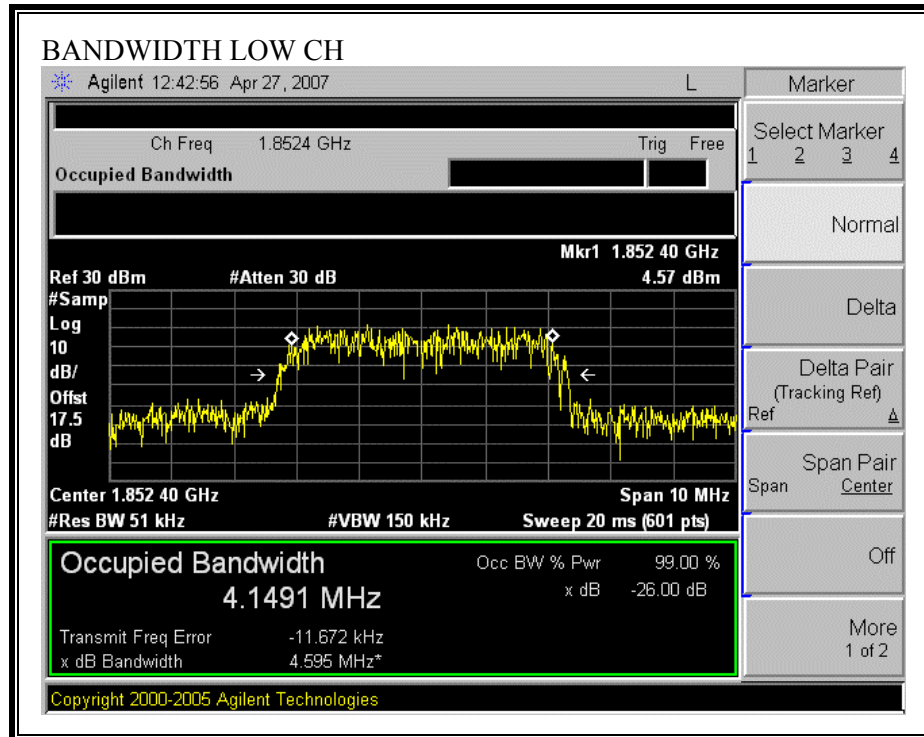 BANDWIDTH LOW CH
Agilent 12:42:56 Apr 27, 2007 L
Marker
Ch Freq 1.8524 GHz Trig Free
Occupied Bandwidth
Select Marker
1 2 3 4
Normal
Mkr1 1.852 40 GHz
Ref 30 dBm #Atten 30 dB 4.57 dBm
#Samp
Log
10
dB/
Offst
17.5
dB
Delta
Delta Pair
(Tracking Ref)
Ref Δ
Span Pair
Span Center
Center 1.852 40 GHz Span 10 MHz
#Res BW 51 kHz #VBW 150 kHz Sweep 20 ms (601 pts)
Occupied Bandwidth Occ BW % Pwr 99.00 %
4.1491 MHz x dB -26.00 dB
Transmit Freq Error -11.672 kHz
x dB Bandwidth 4.595 MHz*
Off
More
1 of 2
Copyright 2000-2005 Agilent Technologies